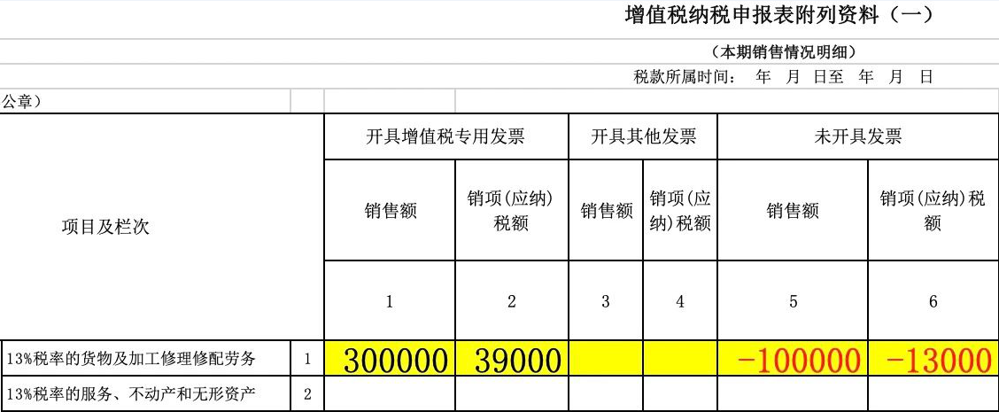 增值税纳税申报表附列资料（一）
（本期销售情况明细）
税款所属时间： 年 月 日至 年 月 日
公章）
项目及栏次
开具增值税专用发票
开具其他发票
未开具发票
销售额
销项(应纳)
税额
销售额
销项(应
纳)税额
销售额
销项(应纳)税
额
1 2 3 4 5 6
13%税率的货物及加工修理修配劳务 1 300000 39000 -100000 -13000
13%税率的服务、不动产和无形资产 2